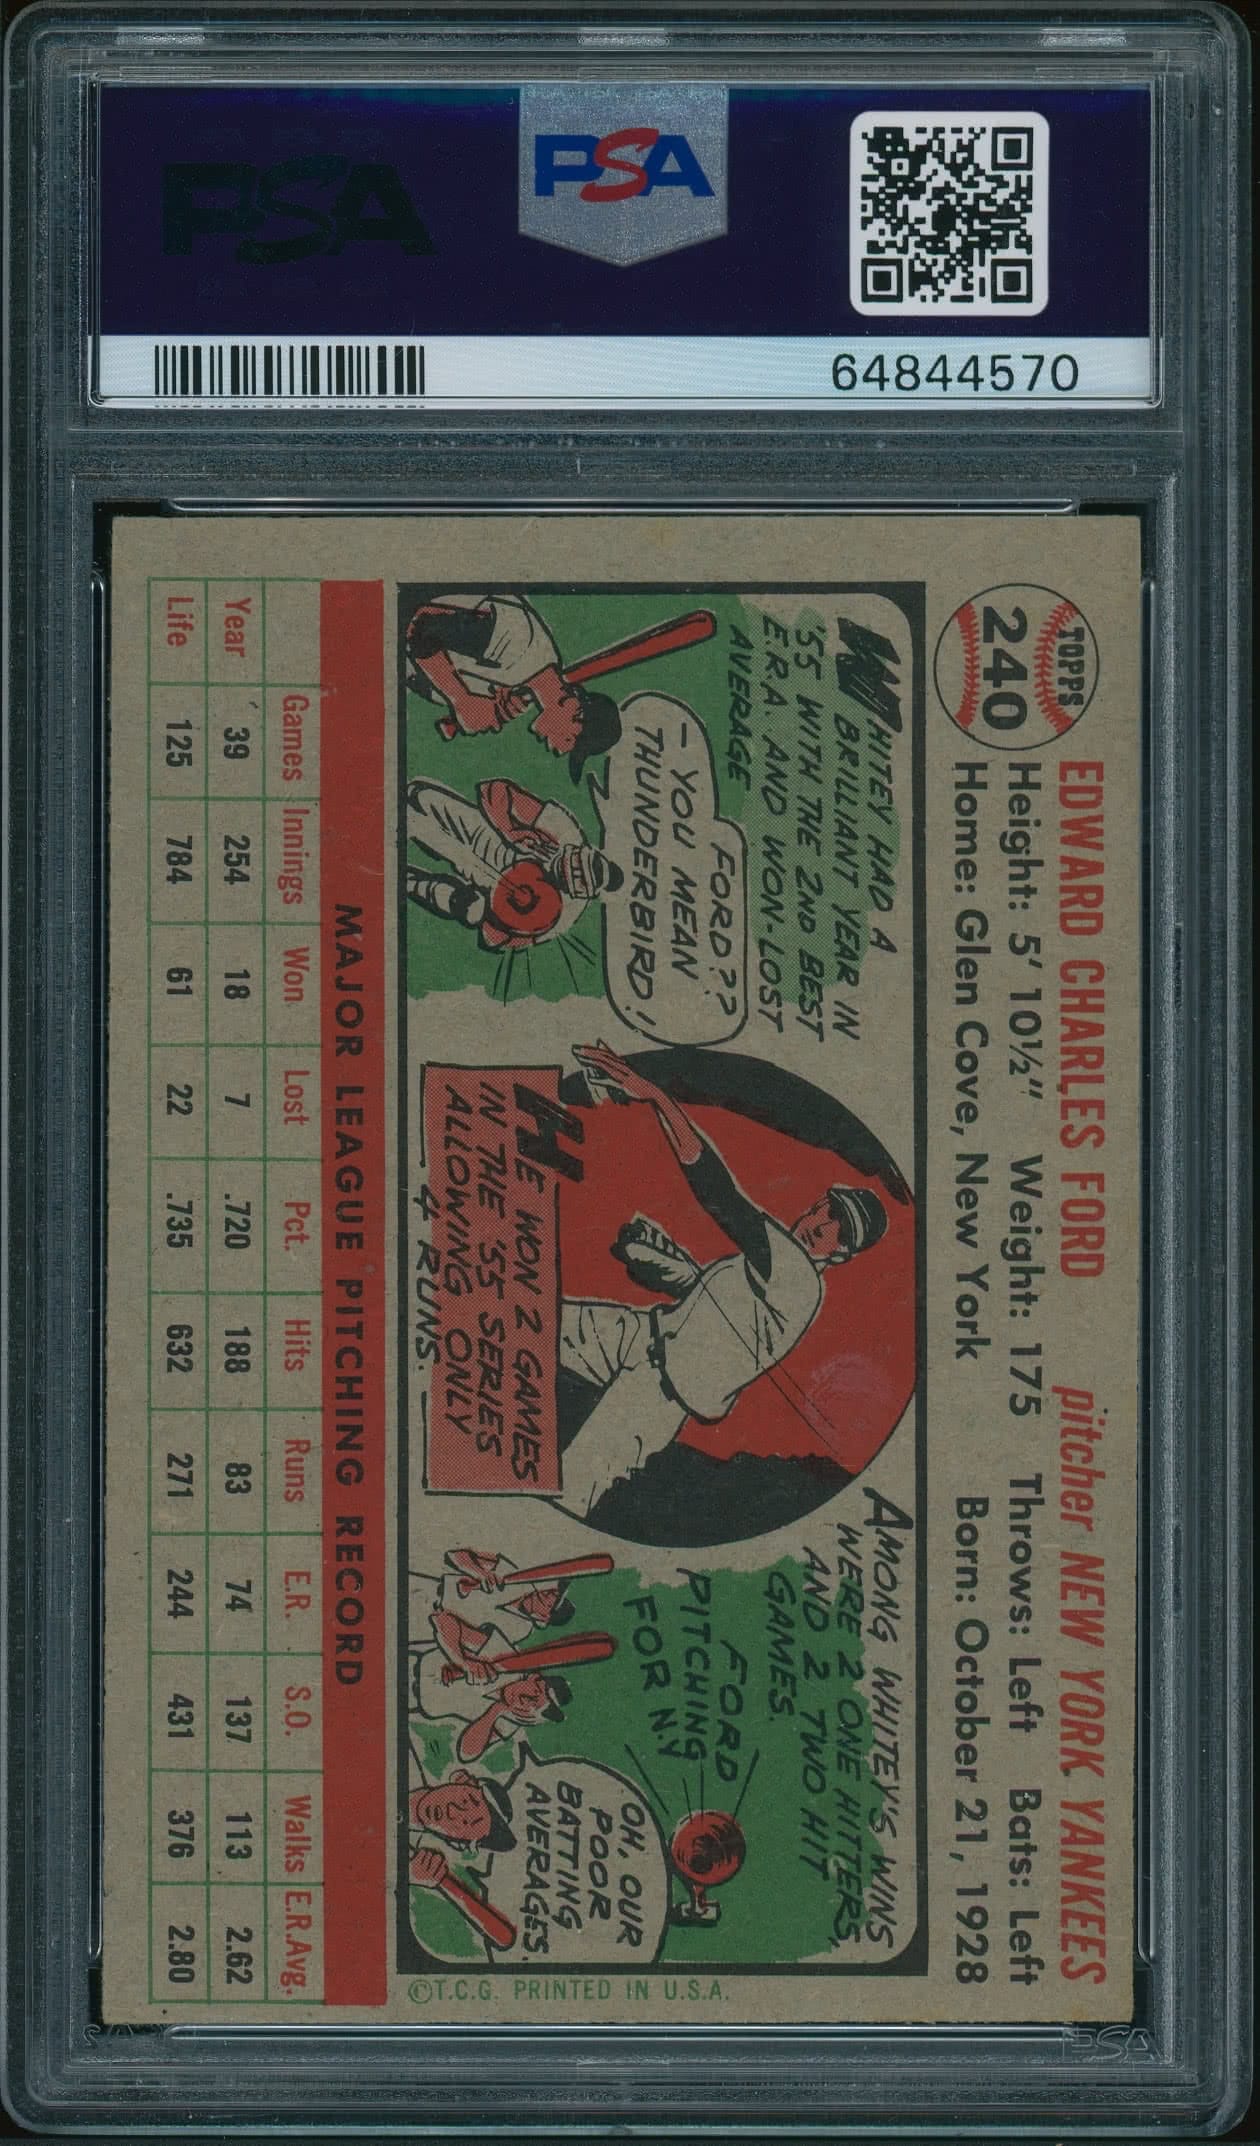 PSA
PSA
64844570
TOPPS
240
EDWARD CHARLES FORD pitcher NEW YORK YANKEES
Height: 5' 10½" Weight: 175 Throws: Left Bats: Left
Home: Glen Cove, New York Born: October 21, 1928
WHITEY HAD A
BRILLIANT YEAR IN
'55 WITH THE 2ND BEST
E.R.A. AND WON-LOST
AVERAGE
FORD??
- YOU MEAN
THUNDERBIRD!
HE WON 2 GAMES
IN THE '55 SERIES
ALLOWING ONLY
4 RUNS.
AMONG WHITEY'S WINS
WERE 2 ONE HITTERS,
AND 2 TWO HIT
GAMES.
FORD
PITCHING
FOR N.Y
OH, OUR
POOR
BATTING
AVERAGES.
©T.C.G. PRINTED IN U.S.A.
MAJOR LEAGUE PITCHING RECORD
Games Innings Won Lost Pct. Hits Runs E.R. S.O. Walks E.R.Avg.
Year 39 254 18 7 .720 188 83 74 137 113 2.62
Life 125 784 61 22 .735 632 271 244 431 376 2.80
PSA